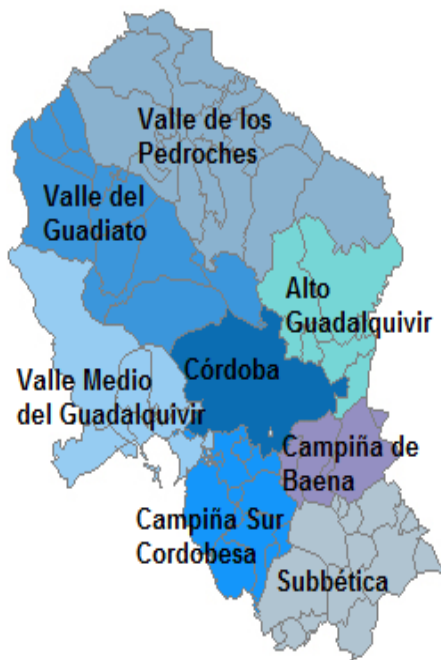 Valle de los
Pedroches
Valle del
Guadiato
Alto
Guadalquivir
Córdoba
Valle Medio
del Guadalquivir
Campiña de
Baena
Campiña Sur
Cordobesa
Subbética